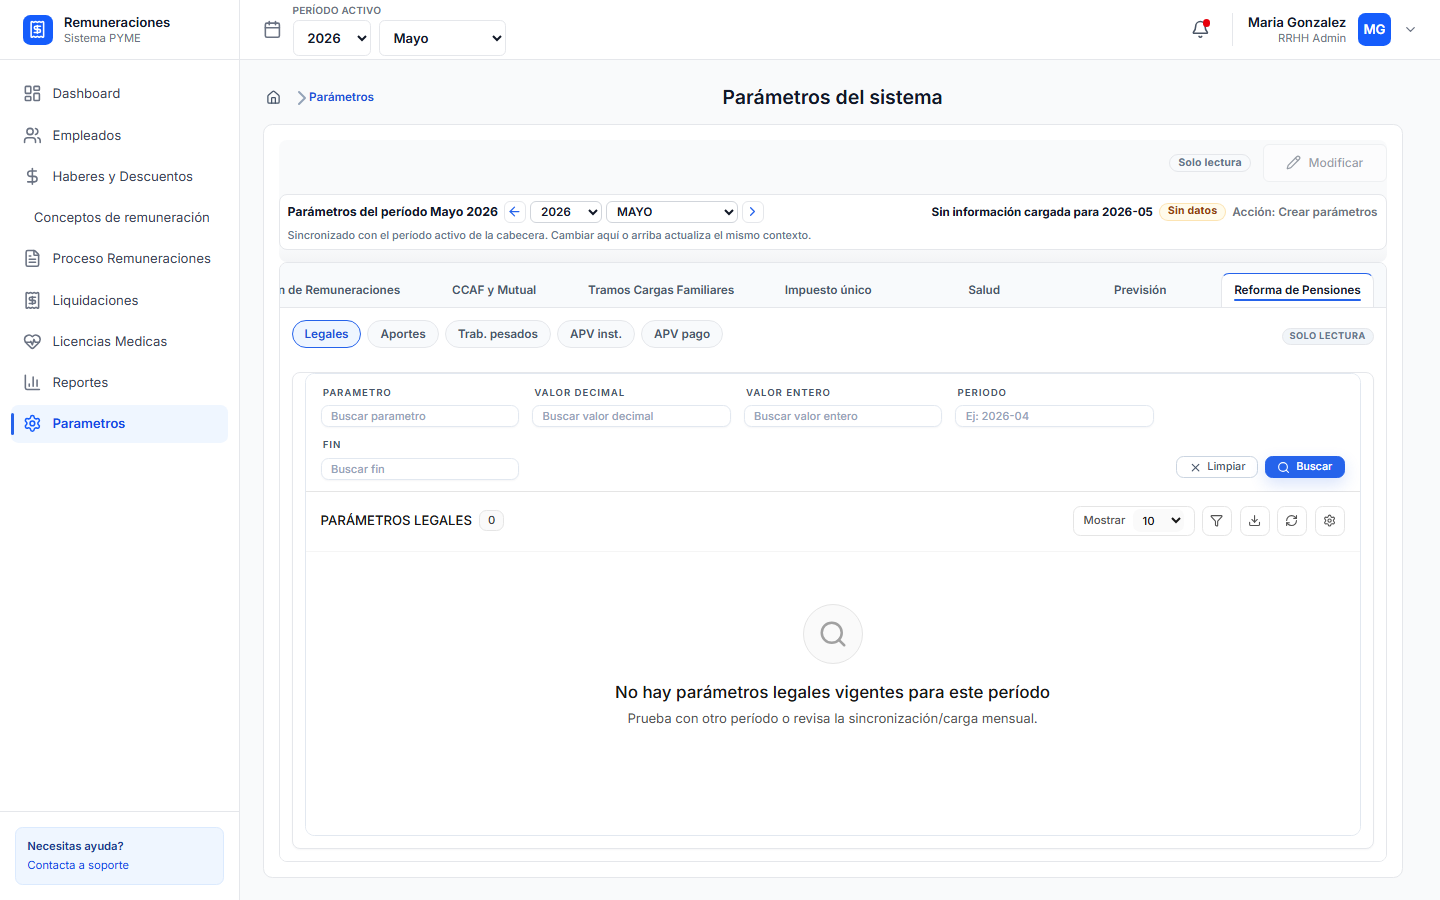 Remuneraciones
Sistema PYME
PERÍODO ACTIVO
2026
Mayo
Maria Gonzalez
RRHH Admin
MG
Dashboard
Empleados
Haberes y Descuentos
Conceptos de remuneración
Proceso Remuneraciones
Liquidaciones
Licencias Medicas
Reportes
Parametros
Necesitas ayuda?
Contacta a soporte
Parámetros
Parámetros del sistema
Solo lectura
Modificar
Parámetros del período Mayo 2026
2026
MAYO
Sin información cargada para 2026-05
Sin datos
Acción: Crear parámetros
Sincronizado con el período activo de la cabecera. Cambiar aquí o arriba actualiza el mismo contexto.
n de Remuneraciones
CCAF y Mutual
Tramos Cargas Familiares
Impuesto único
Salud
Previsión
Reforma de Pensiones
Legales
Aportes
Trab. pesados
APV inst.
APV pago
SOLO LECTURA
PARAMETRO
VALOR DECIMAL
VALOR ENTERO
PERIODO
Buscar parametro
Buscar valor decimal
Buscar valor entero
Ej: 2026-04
FIN
Buscar fin
Limpiar
Buscar
PARÁMETROS LEGALES 0
Mostrar 10
No hay parámetros legales vigentes para este período
Prueba con otro período o revisa la sincronización/carga mensual.